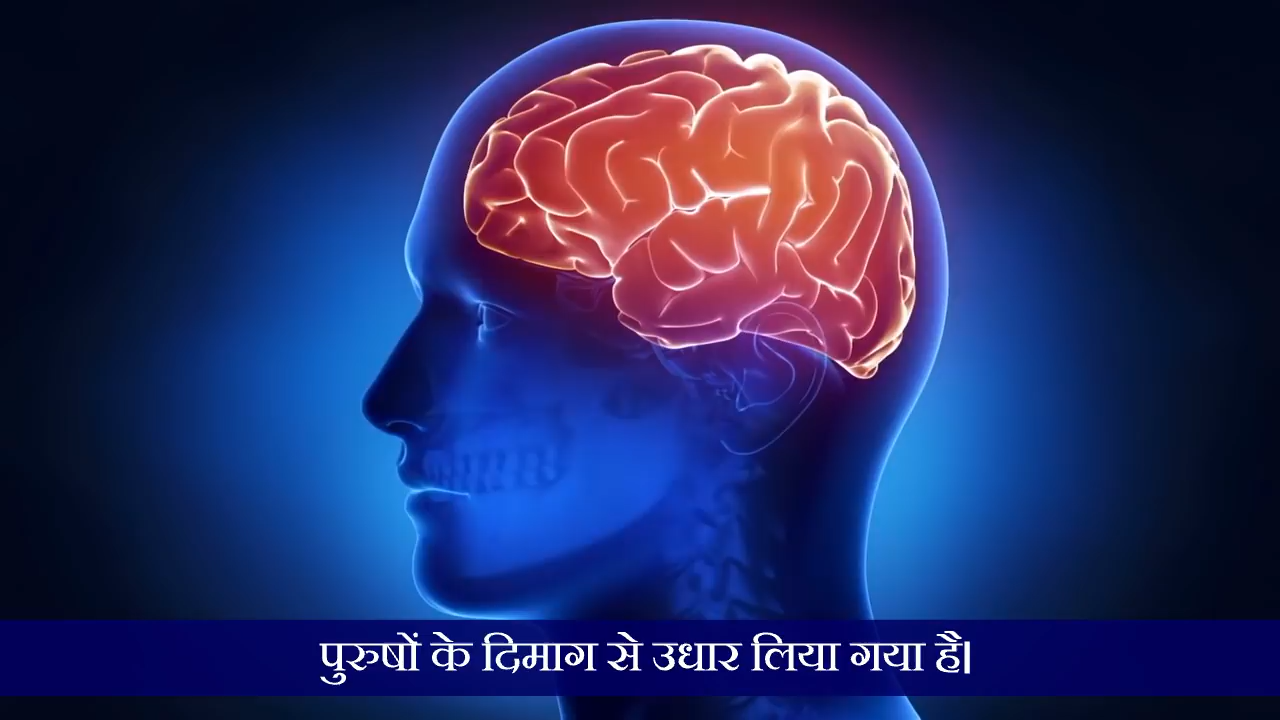 पुरुषों के दिमाग से उधार लिया गया है।